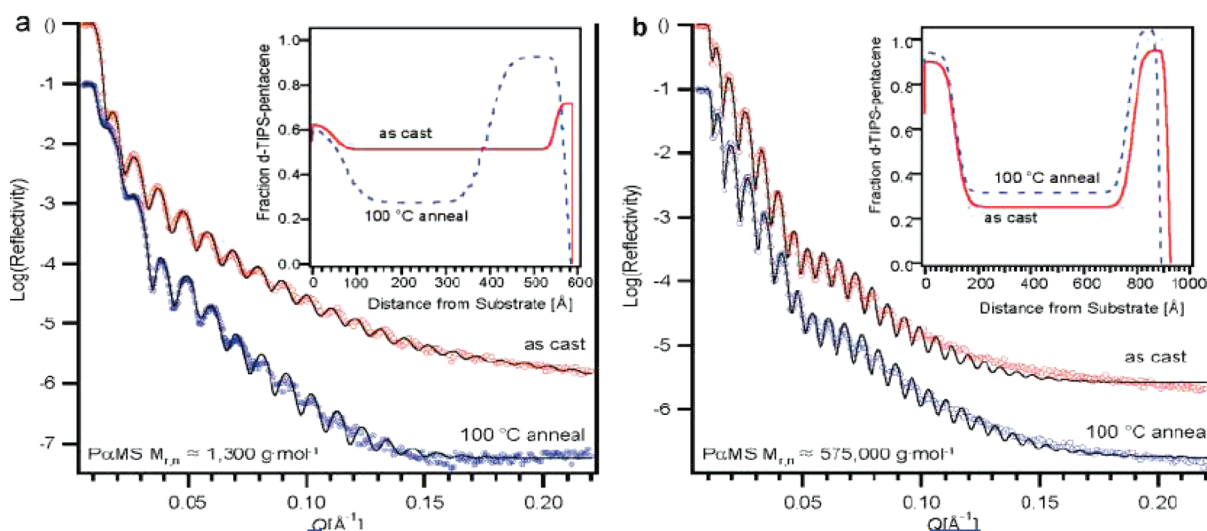 a
0
-1
-2
-3
-4
-5
-6
-7
Log(Reflectivity)
1.0
0.8
0.6
0.4
0.2
0.0
Fraction d-TIPS-pentacene
as cast
100 °C anneal
0 100 200 300 400 500 600
Distance from Substrate [Å]
as cast
100 °C anneal
PαMS Mr,n ≈ 1,300 g·mol-1
0.05 0.10 0.15 0.20
Q[Å-1]
b
0
-1
-2
-3
-4
-5
-6
Log(Reflectivity)
1.0
0.8
0.6
0.4
0.2
0.0
Fraction d-TIPS-pentacene
100 °C anneal
as cast
0 200 400 600 800 1000
Distance from Substrate [Å]
as cast
100 °C anneal
PαMS Mr,n ≈ 575,000 g·mol-1
0.05 0.10 0.15 0.20
Q[Å-1]